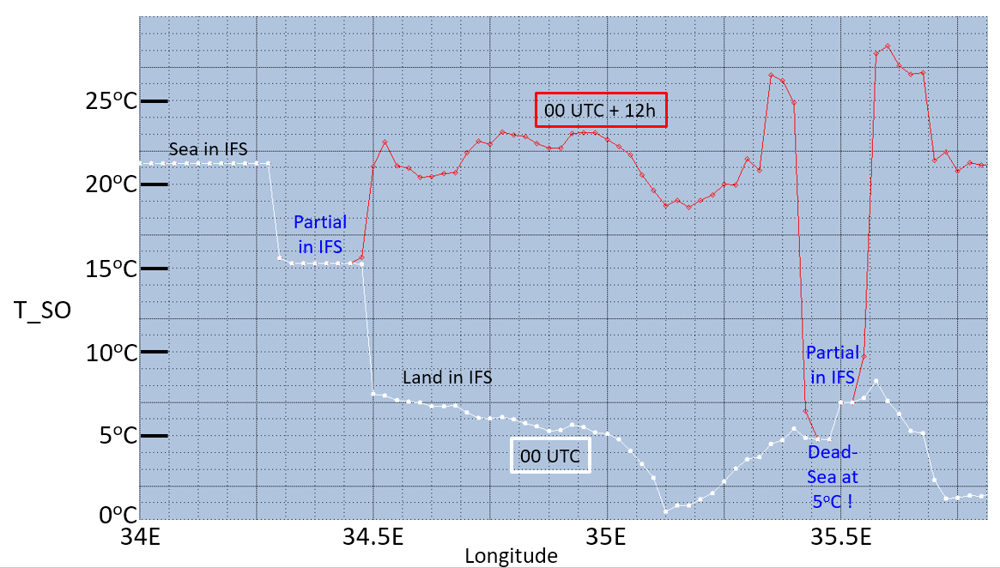 25°C
20°C
15°C
10°C
5°C
0°C
T_SO
Sea in IFS
Partial
in IFS
00 UTC + 12h
Land in IFS
00 UTC
Partial
in IFS
Dead-
Sea at
5°C !
34E
34.5E
35E
35.5E
Longitude